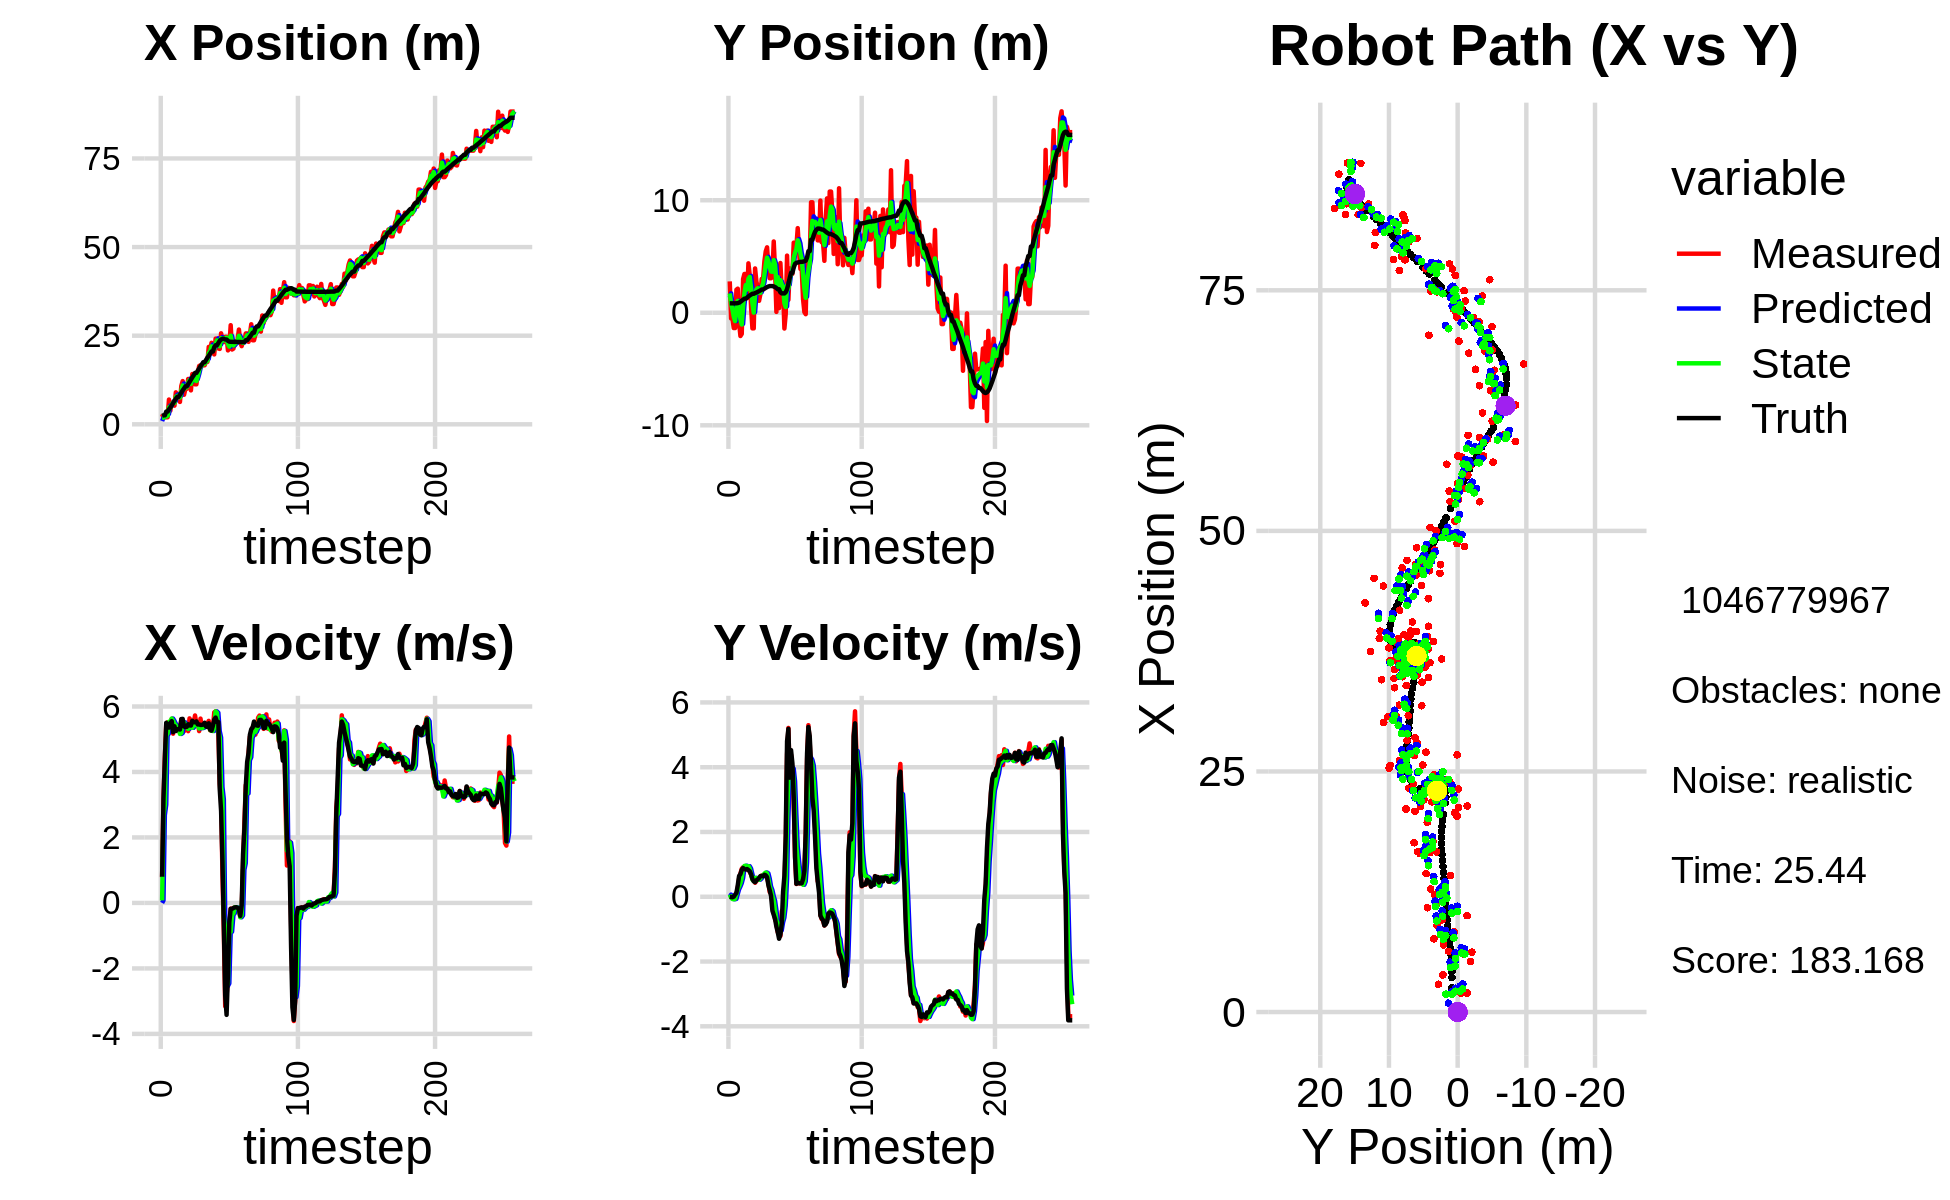 X Position (m)
75
50
25
0
0
100
200
timestep
Y Position (m)
10
0
-10
0
100
200
timestep
X Velocity (m/s)
6
4
2
0
-2
-4
0
100
200
timestep
Y Velocity (m/s)
6
4
2
0
-2
-4
0
100
200
timestep
Robot Path (X vs Y)
X Position (m)
75
50
25
0
20 10 0 -10 -20
Y Position (m)
variable
Measured
Predicted
State
Truth
1046779967
Obstacles: none
Noise: realistic
Time: 25.44
Score: 183.168